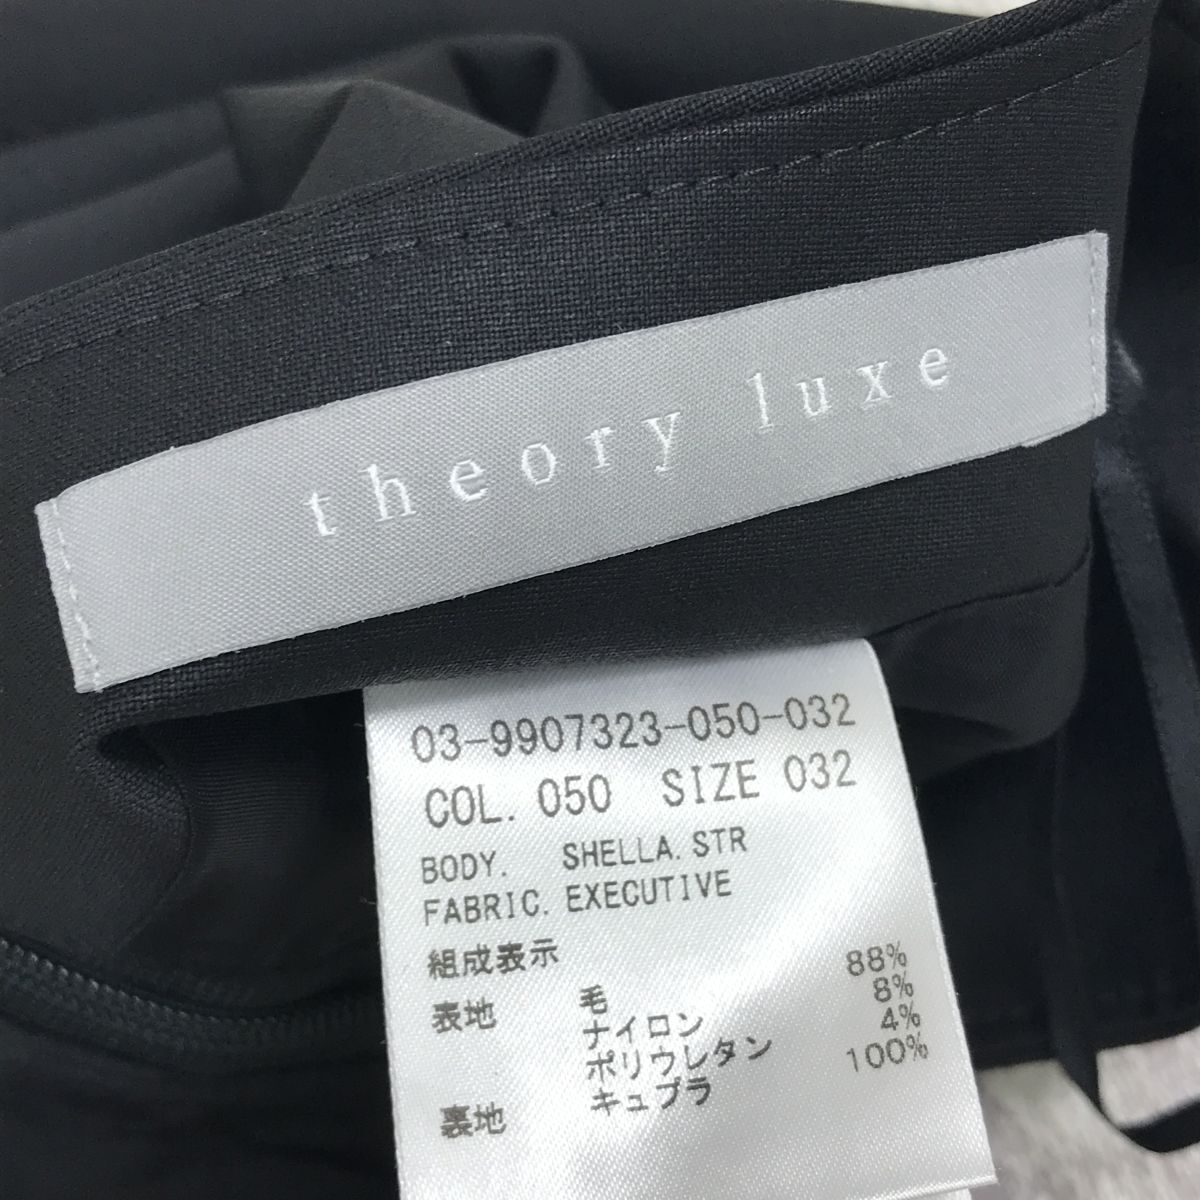 theory luxe
03-9907323-050-032
COL. 050 SIZE 032
BODY. SHELLA. STR
FABRIC. EXECUTIVE
組成表示
表地 毛 88%
ナイロン 8%
ポリウレタン 4%
裏地 キュプラ 100%